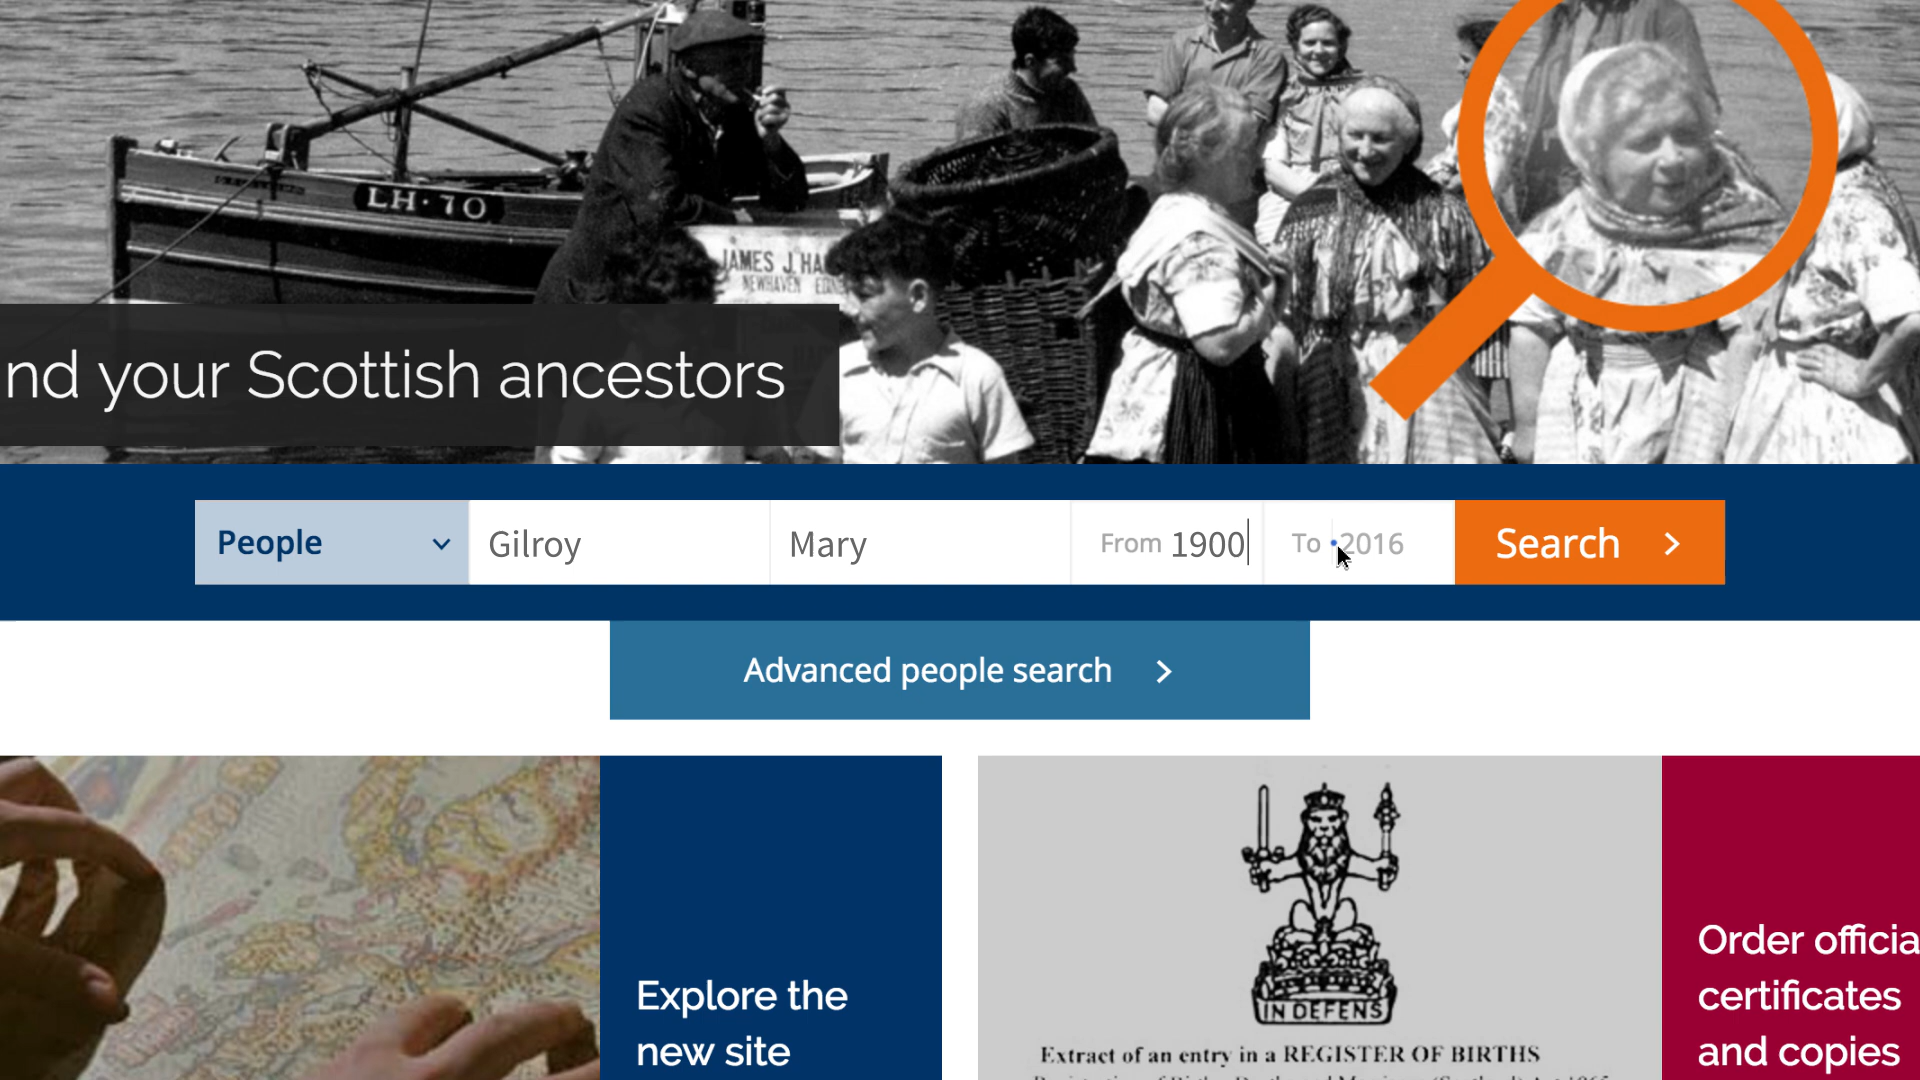 LH·70
JAMES J. HA
NEWHAVEN
nd your Scottish ancestors
People
Gilroy
Mary
From 1900
To 2016
Search
Advanced people search
Explore the
new site
IN DEFENS
Extract of an entry in a REGISTER OF BIRTHS
Order officia
certificates
and copies